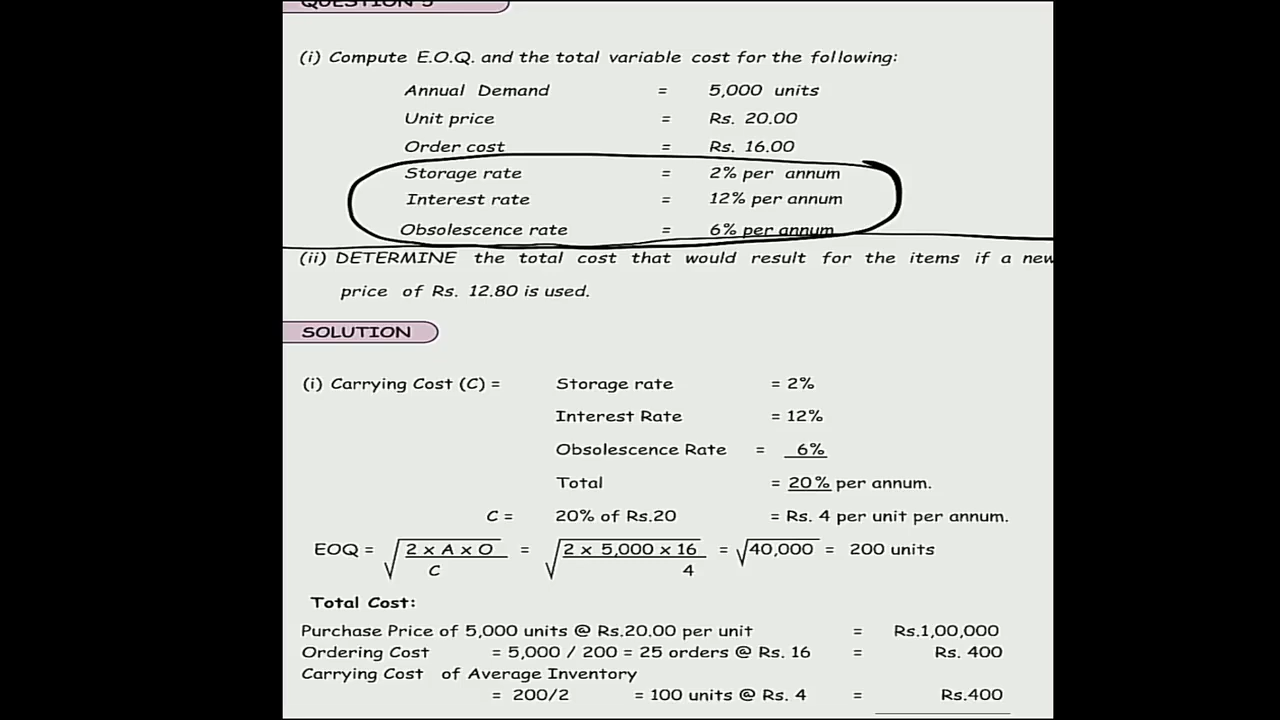 QUESTION 5
(i) Compute E.O.Q. and the total variable cost for the following:
Annual Demand = 5,000 units
Unit price = Rs. 20.00
Order cost = Rs. 16.00
Storage rate = 2% per annum
Interest rate = 12% per annum
Obsolescence rate = 6% per annum
(ii) DETERMINE the total cost that would result for the items if a new
price of Rs. 12.80 is used.
SOLUTION
(i) Carrying Cost (C) = Storage rate = 2%
Interest Rate = 12%
Obsolescence Rate = 6%
Total = 20% per annum.
C = 20% of Rs.20 = Rs. 4 per unit per annum.
EOQ = √(2 x A x O / C) = √(2 x 5,000 x 16 / 4) = √40,000 = 200 units
Total Cost:
Purchase Price of 5,000 units @ Rs.20.00 per unit = Rs.1,00,000
Ordering Cost = 5,000 / 200 = 25 orders @ Rs. 16 = Rs. 400
Carrying Cost of Average Inventory
= 200/2 = 100 units @ Rs. 4 = Rs.400